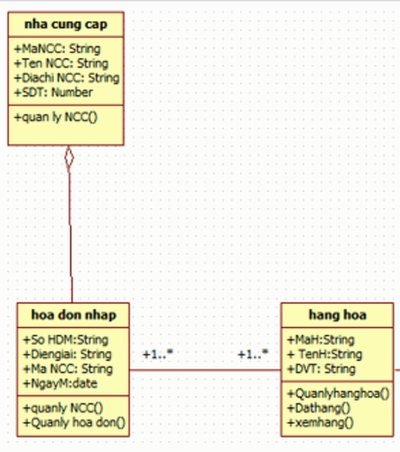 nha cung cap
+MaNCC: String
+Ten NCC: String
+Diachi NCC: String
+SDT: Number
+quan ly NCC()
hoa don nhap
+So HDM:String
+Diengiai: String
+Ma NCC: String
+NgayM:date
+quanly NCC()
+Quanly hoa don()
+1..*
+1..*
hang hoa
+MaH:String
+ TenH:String
+DVT: String
+Quanlyhanghoa()
+Dathang()
+xemhang()